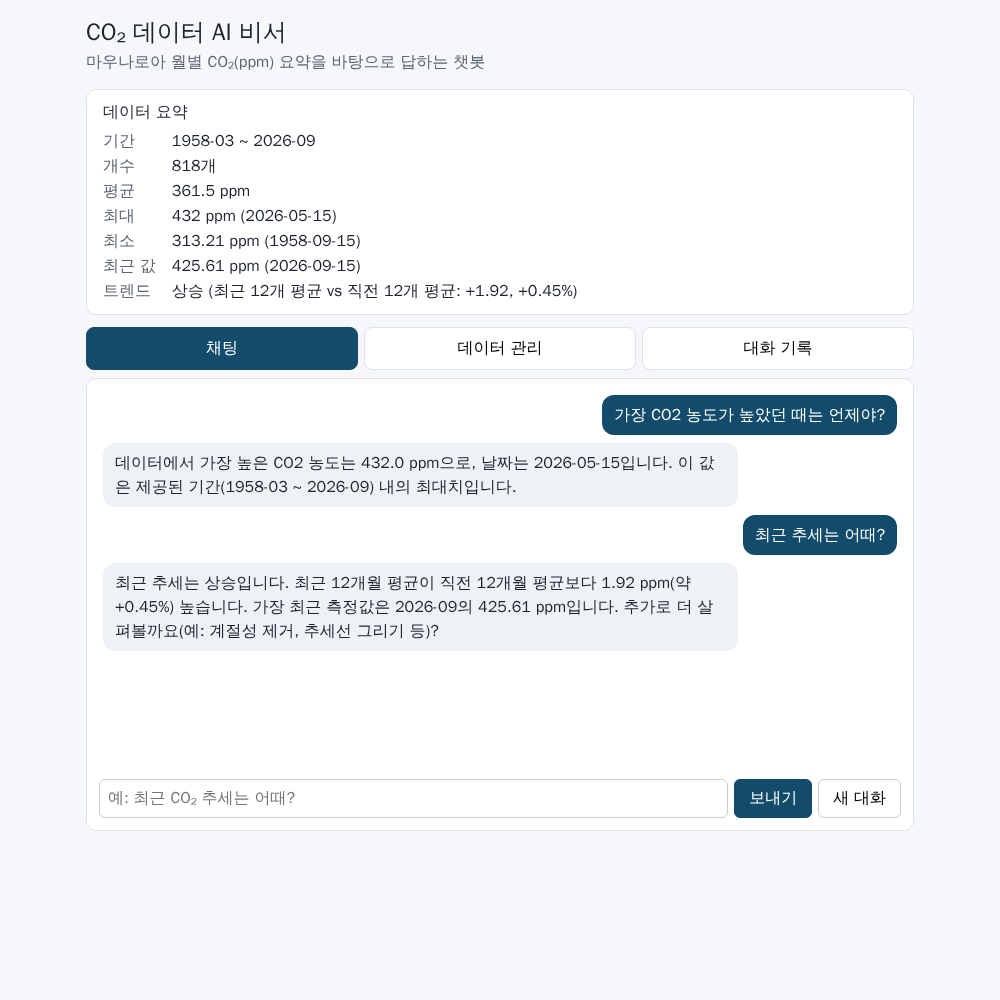 CO₂ 데이터 AI 비서
마우나로아 월별 CO₂(ppm) 요약을 바탕으로 답하는 챗봇
데이터 요약
기간 1958-03 ~ 2026-09
개수 818개
평균 361.5 ppm
최대 432 ppm (2026-05-15)
최소 313.21 ppm (1958-09-15)
최근 값 425.61 ppm (2026-09-15)
트렌드 상승 (최근 12개 평균 vs 직전 12개 평균: +1.92, +0.45%)
채팅 데이터 관리 대화 기록
가장 CO2 농도가 높았던 때는 언제야?
데이터에서 가장 높은 CO2 농도는 432.0 ppm으로, 날짜는 2026-05-15입니다. 이 값
은 제공된 기간(1958-03 ~ 2026-09) 내의 최대치입니다.
최근 추세는 어때?
최근 추세는 상승입니다. 최근 12개월 평균이 직전 12개월 평균보다 1.92 ppm(약
+0.45%) 높습니다. 가장 최근 측정값은 2026-09의 425.61 ppm입니다. 추가로 더 살
펴볼까요(예: 계절성 제거, 추세선 그리기 등)?
예: 최근 CO₂ 추세는 어때? 보내기 새 대화